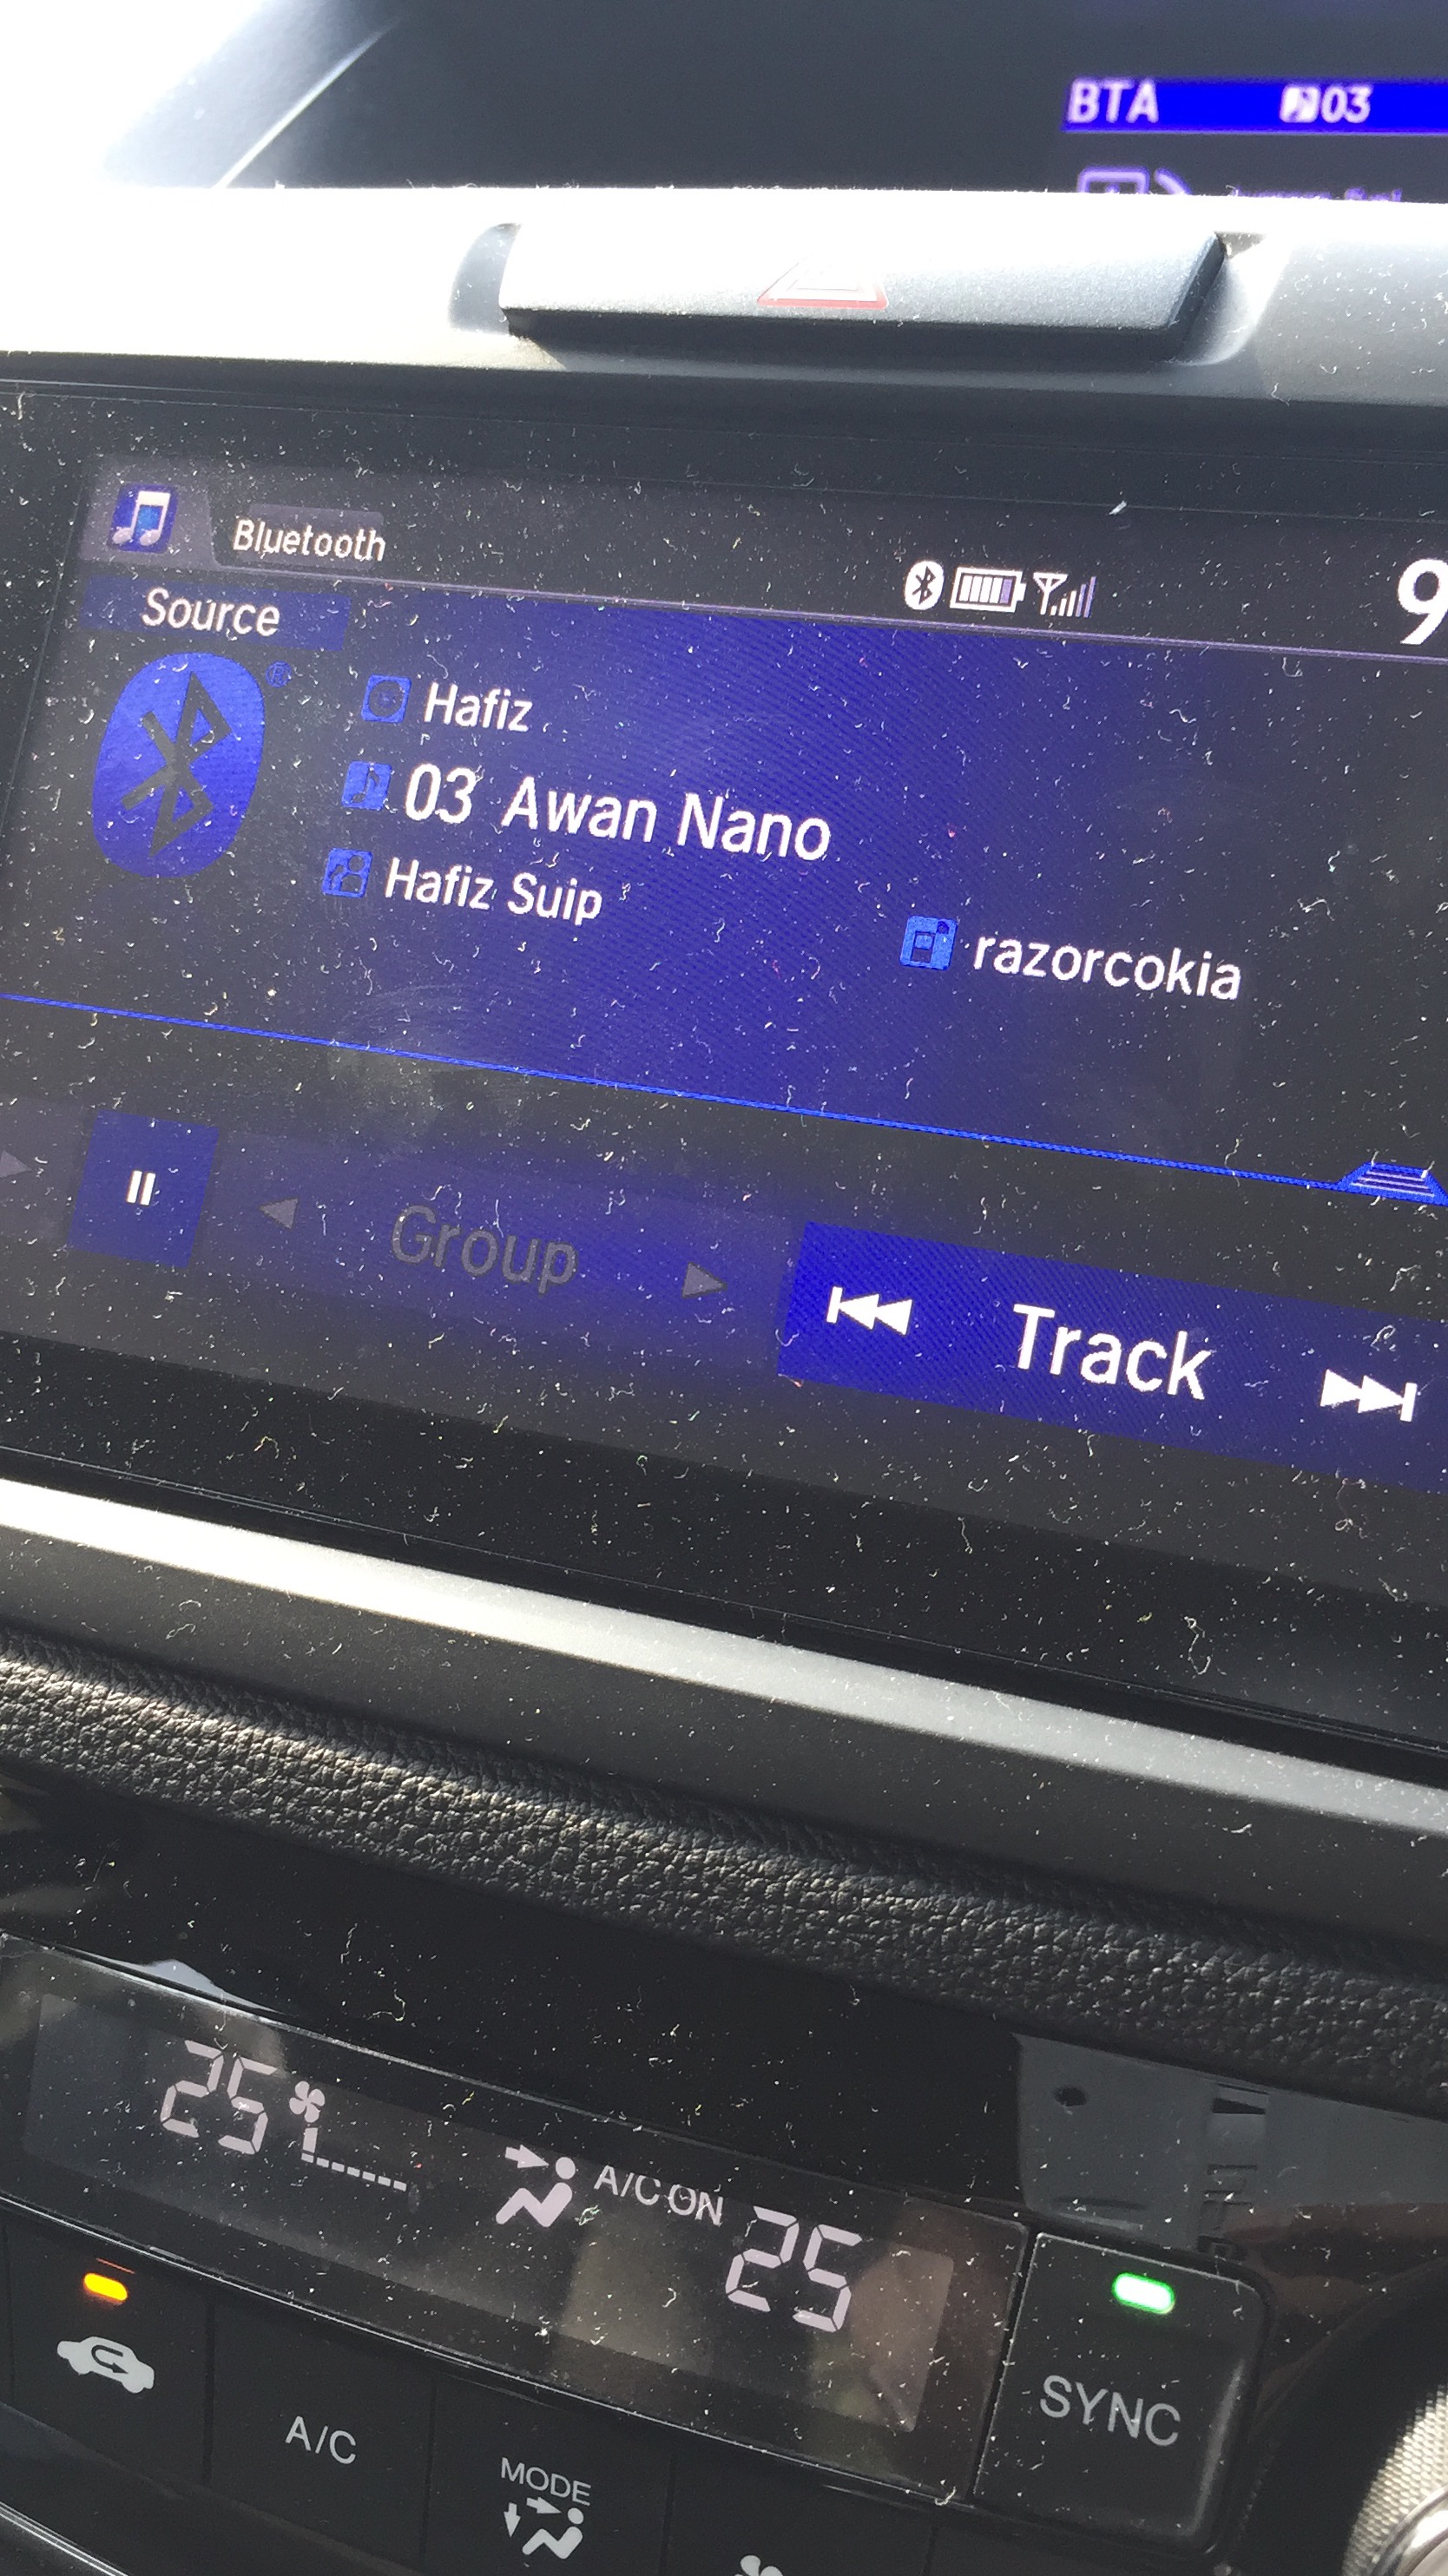 BTA 03
Bluetooth
9
Source
®
Hafiz
03 Awan Nano
Hafiz Suip
razorcokia
Group
Track
25
A/C ON
25
SYNC
A/C
MODE